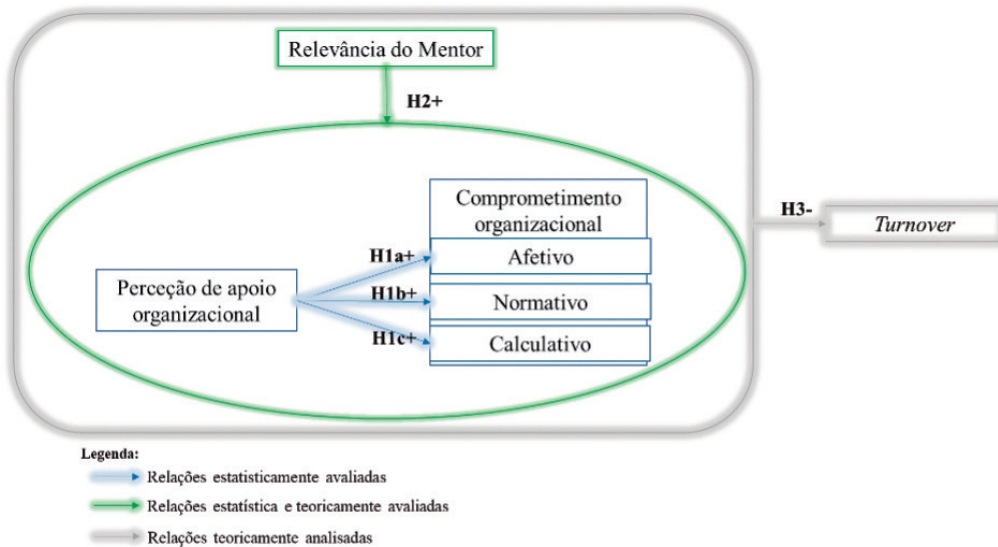 Relevância do Mentor
H2+
Comprometimento
organizacional
H3-
Turnover
H1a+
Afetivo
Perceção de apoio
organizacional
H1b+
Normativo
H1c+
Calculativo
Legenda:
Relações estatisticamente avaliadas
Relações estatística e teoricamente avaliadas
Relações teoricamente analisadas